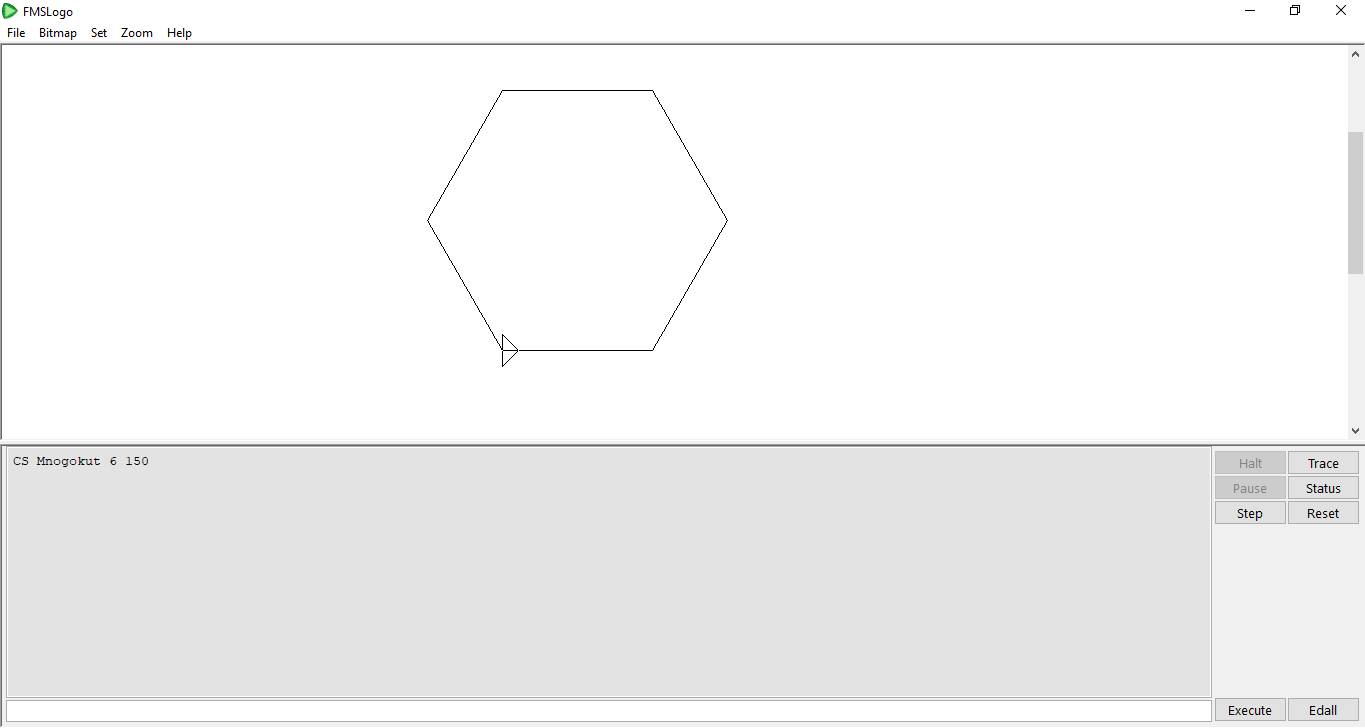 FMSLogo
File Bitmap Set Zoom Help
CS Mnogokut 6 150
Halt Trace
Pause Status
Step Reset
Execute Edall